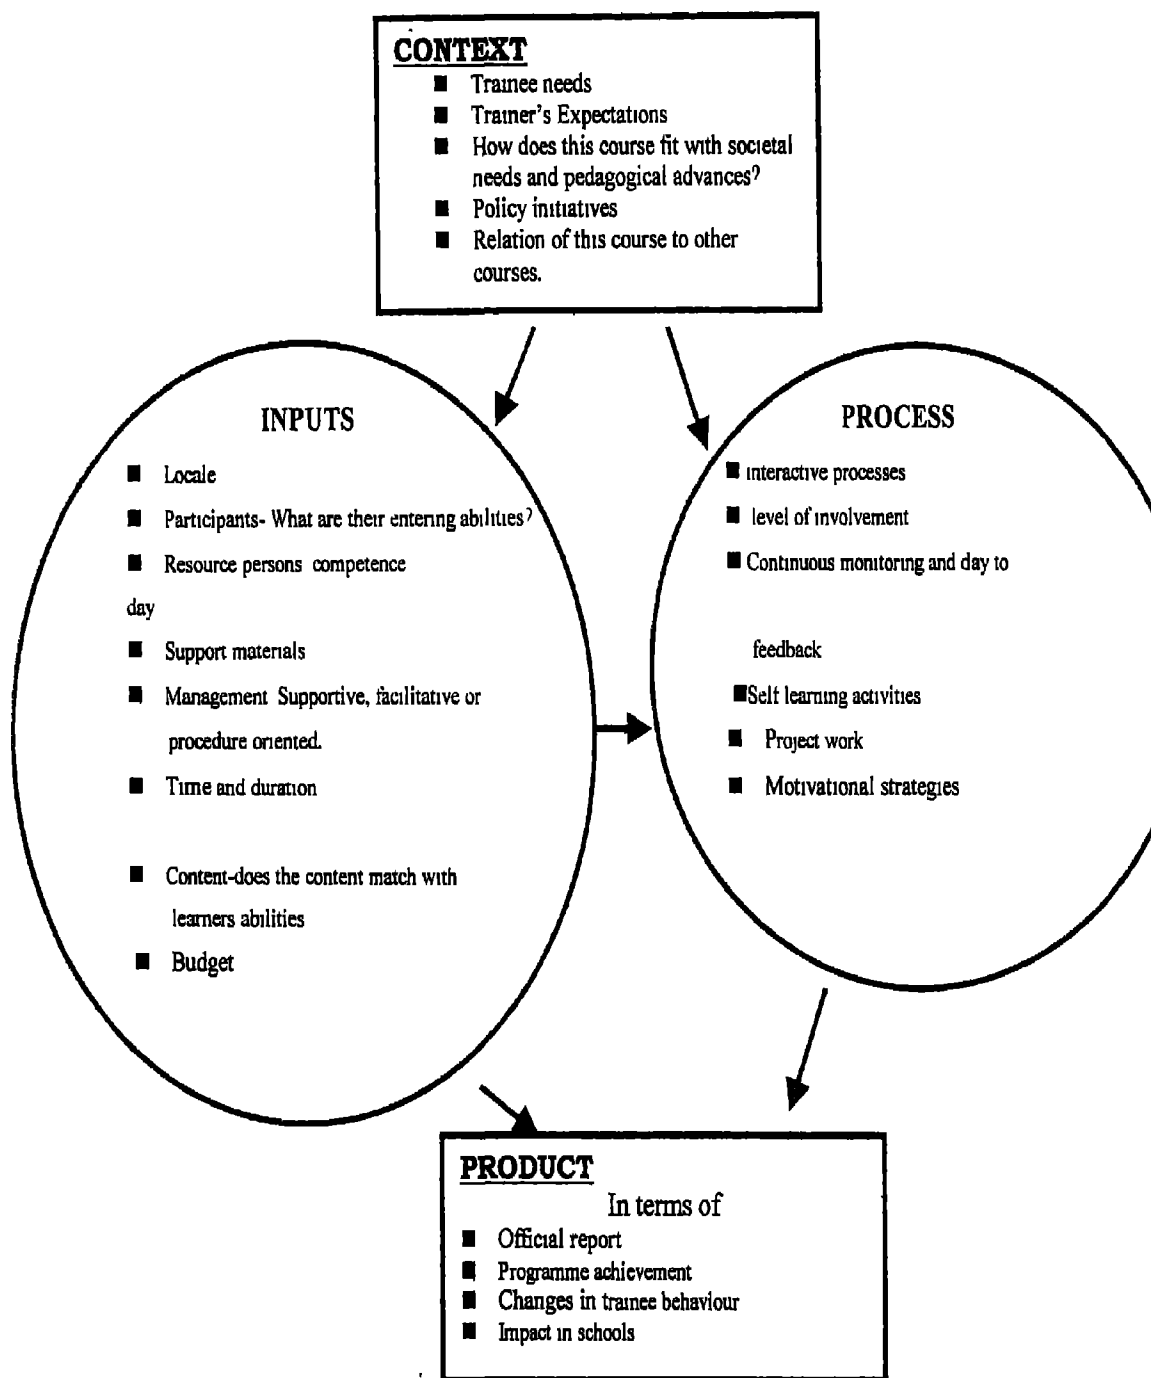 CONTEXT
■ Trainee needs
■ Trainer's Expectations
■ How does this course fit with societal
needs and pedagogical advances?
■ Policy initiatives
■ Relation of this course to other
courses.
INPUTS
■ Locale
■ Participants- What are their entering abilities?
■ Resource persons competence
day
■ Support materials
■ Management Supportive, facilitative or
procedure oriented.
■ Time and duration
■ Content-does the content match with
learners abilities
■ Budget
PROCESS
■ interactive processes
■ level of involvement
■ Continuous monitoring and day to
feedback
■Self learning activities
■ Project work
■ Motivational strategies
PRODUCT
In terms of
■ Official report
■ Programme achievement
■ Changes in trainee behaviour
■ Impact in schools